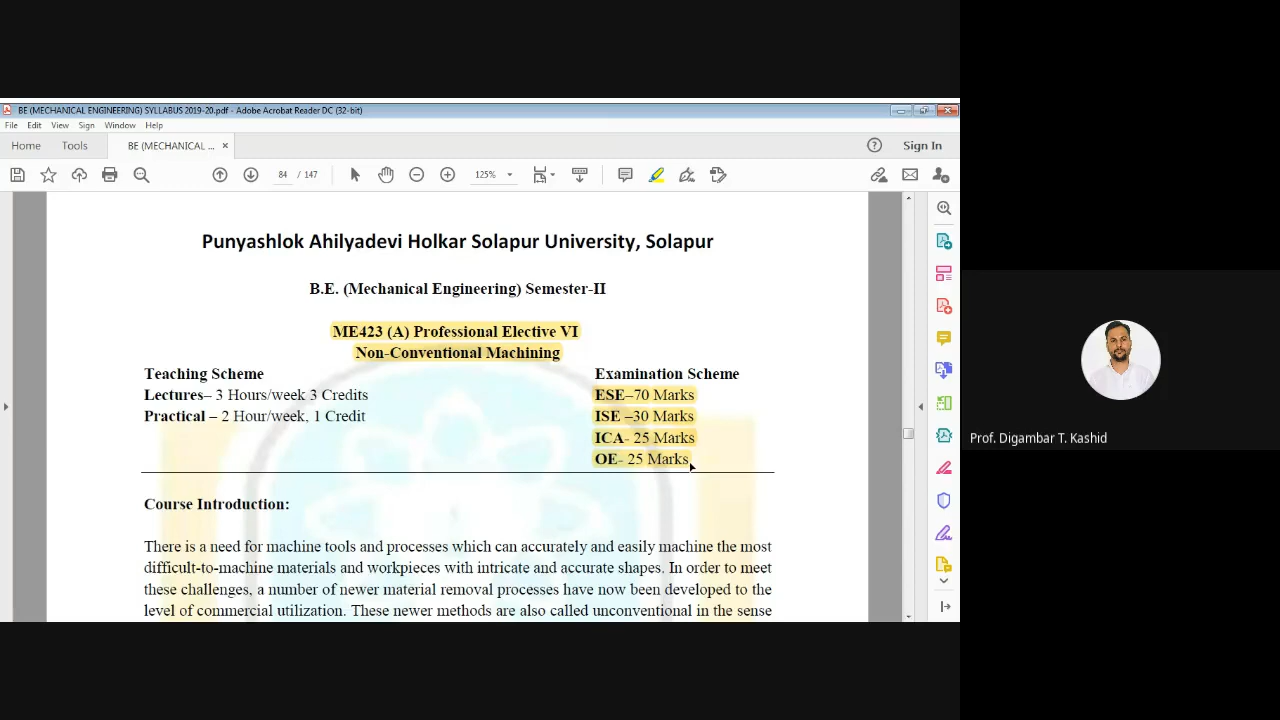 BE (MECHANICAL ENGINEERING) SYLLABUS 2019-20.pdf - Adobe Acrobat Reader DC (32-bit)
File Edit View Sign Window Help
Home Tools BE (MECHANICAL ... × Sign In
84 / 147 125%
Punyashlok Ahilyadevi Holkar Solapur University, Solapur
B.E. (Mechanical Engineering) Semester-II
ME423 (A) Professional Elective VI
Non-Conventional Machining
Teaching Scheme Examination Scheme
Lectures– 3 Hours/week 3 Credits ESE–70 Marks
Practical – 2 Hour/week, 1 Credit ISE –30 Marks
ICA- 25 Marks
OE- 25 Marks
Course Introduction:
There is a need for machine tools and processes which can accurately and easily machine the most
difficult-to-machine materials and workpieces with intricate and accurate shapes. In order to meet
these challenges, a number of newer material removal processes have now been developed to the
level of commercial utilization. These newer methods are also called unconventional in the sense
Prof. Digambar T. Kashid